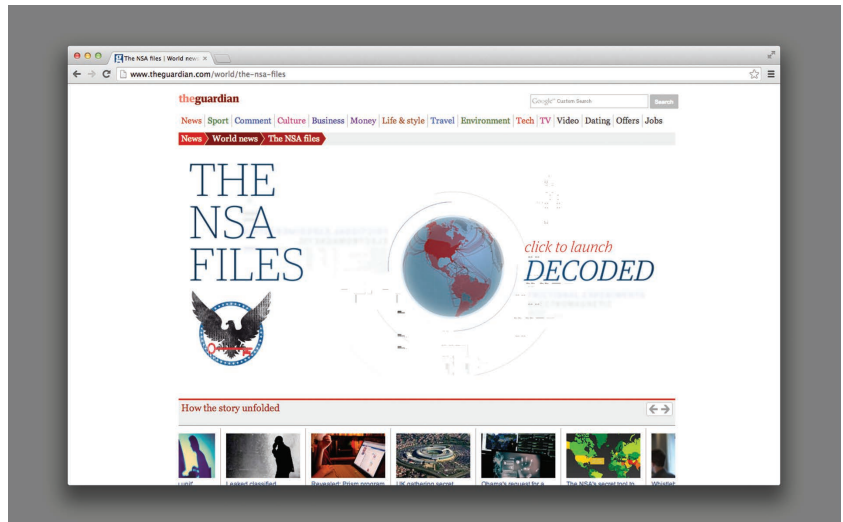 The NSA files | World news
www.theguardian.com/world/the-nsa-files
theguardian
Google™ Custom Search
Search
News Sport Comment Culture Business Money Life & style Travel Environment Tech TV Video Dating Offers Jobs
News World news The NSA files
THE
NSA
FILES
click to launch
DECODED
How the story unfolded
Leaked classified
Revealed: Prism program
UK gathering secret
Obama's request for a
The NSA's secret tool to